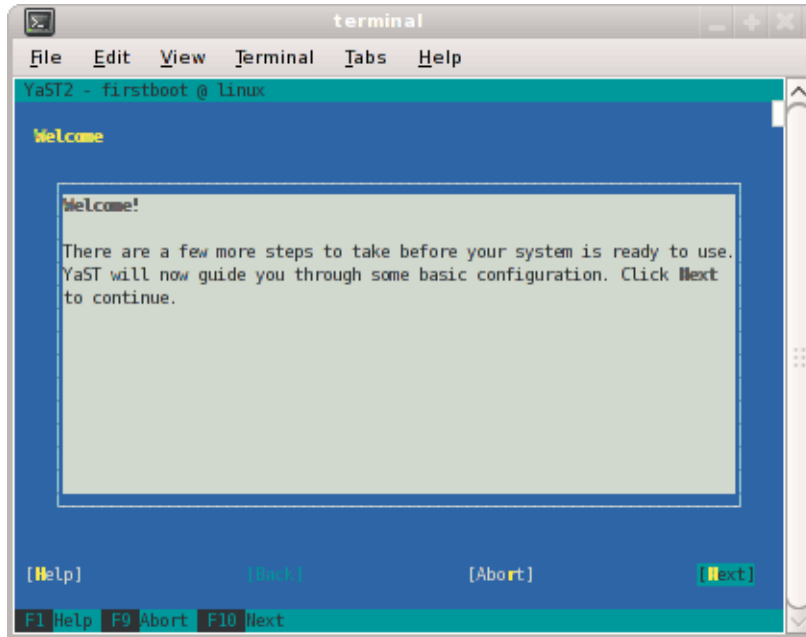 terminal
File Edit View Terminal Tabs Help
YaST2 - firstboot @ linux
Welcome
Welcome!
There are a few more steps to take before your system is ready to use.
YaST will now guide you through some basic configuration. Click Next
to continue.
[Help] [Back] [Abort] [Next]
F1 Help F9 Abort F10 Next